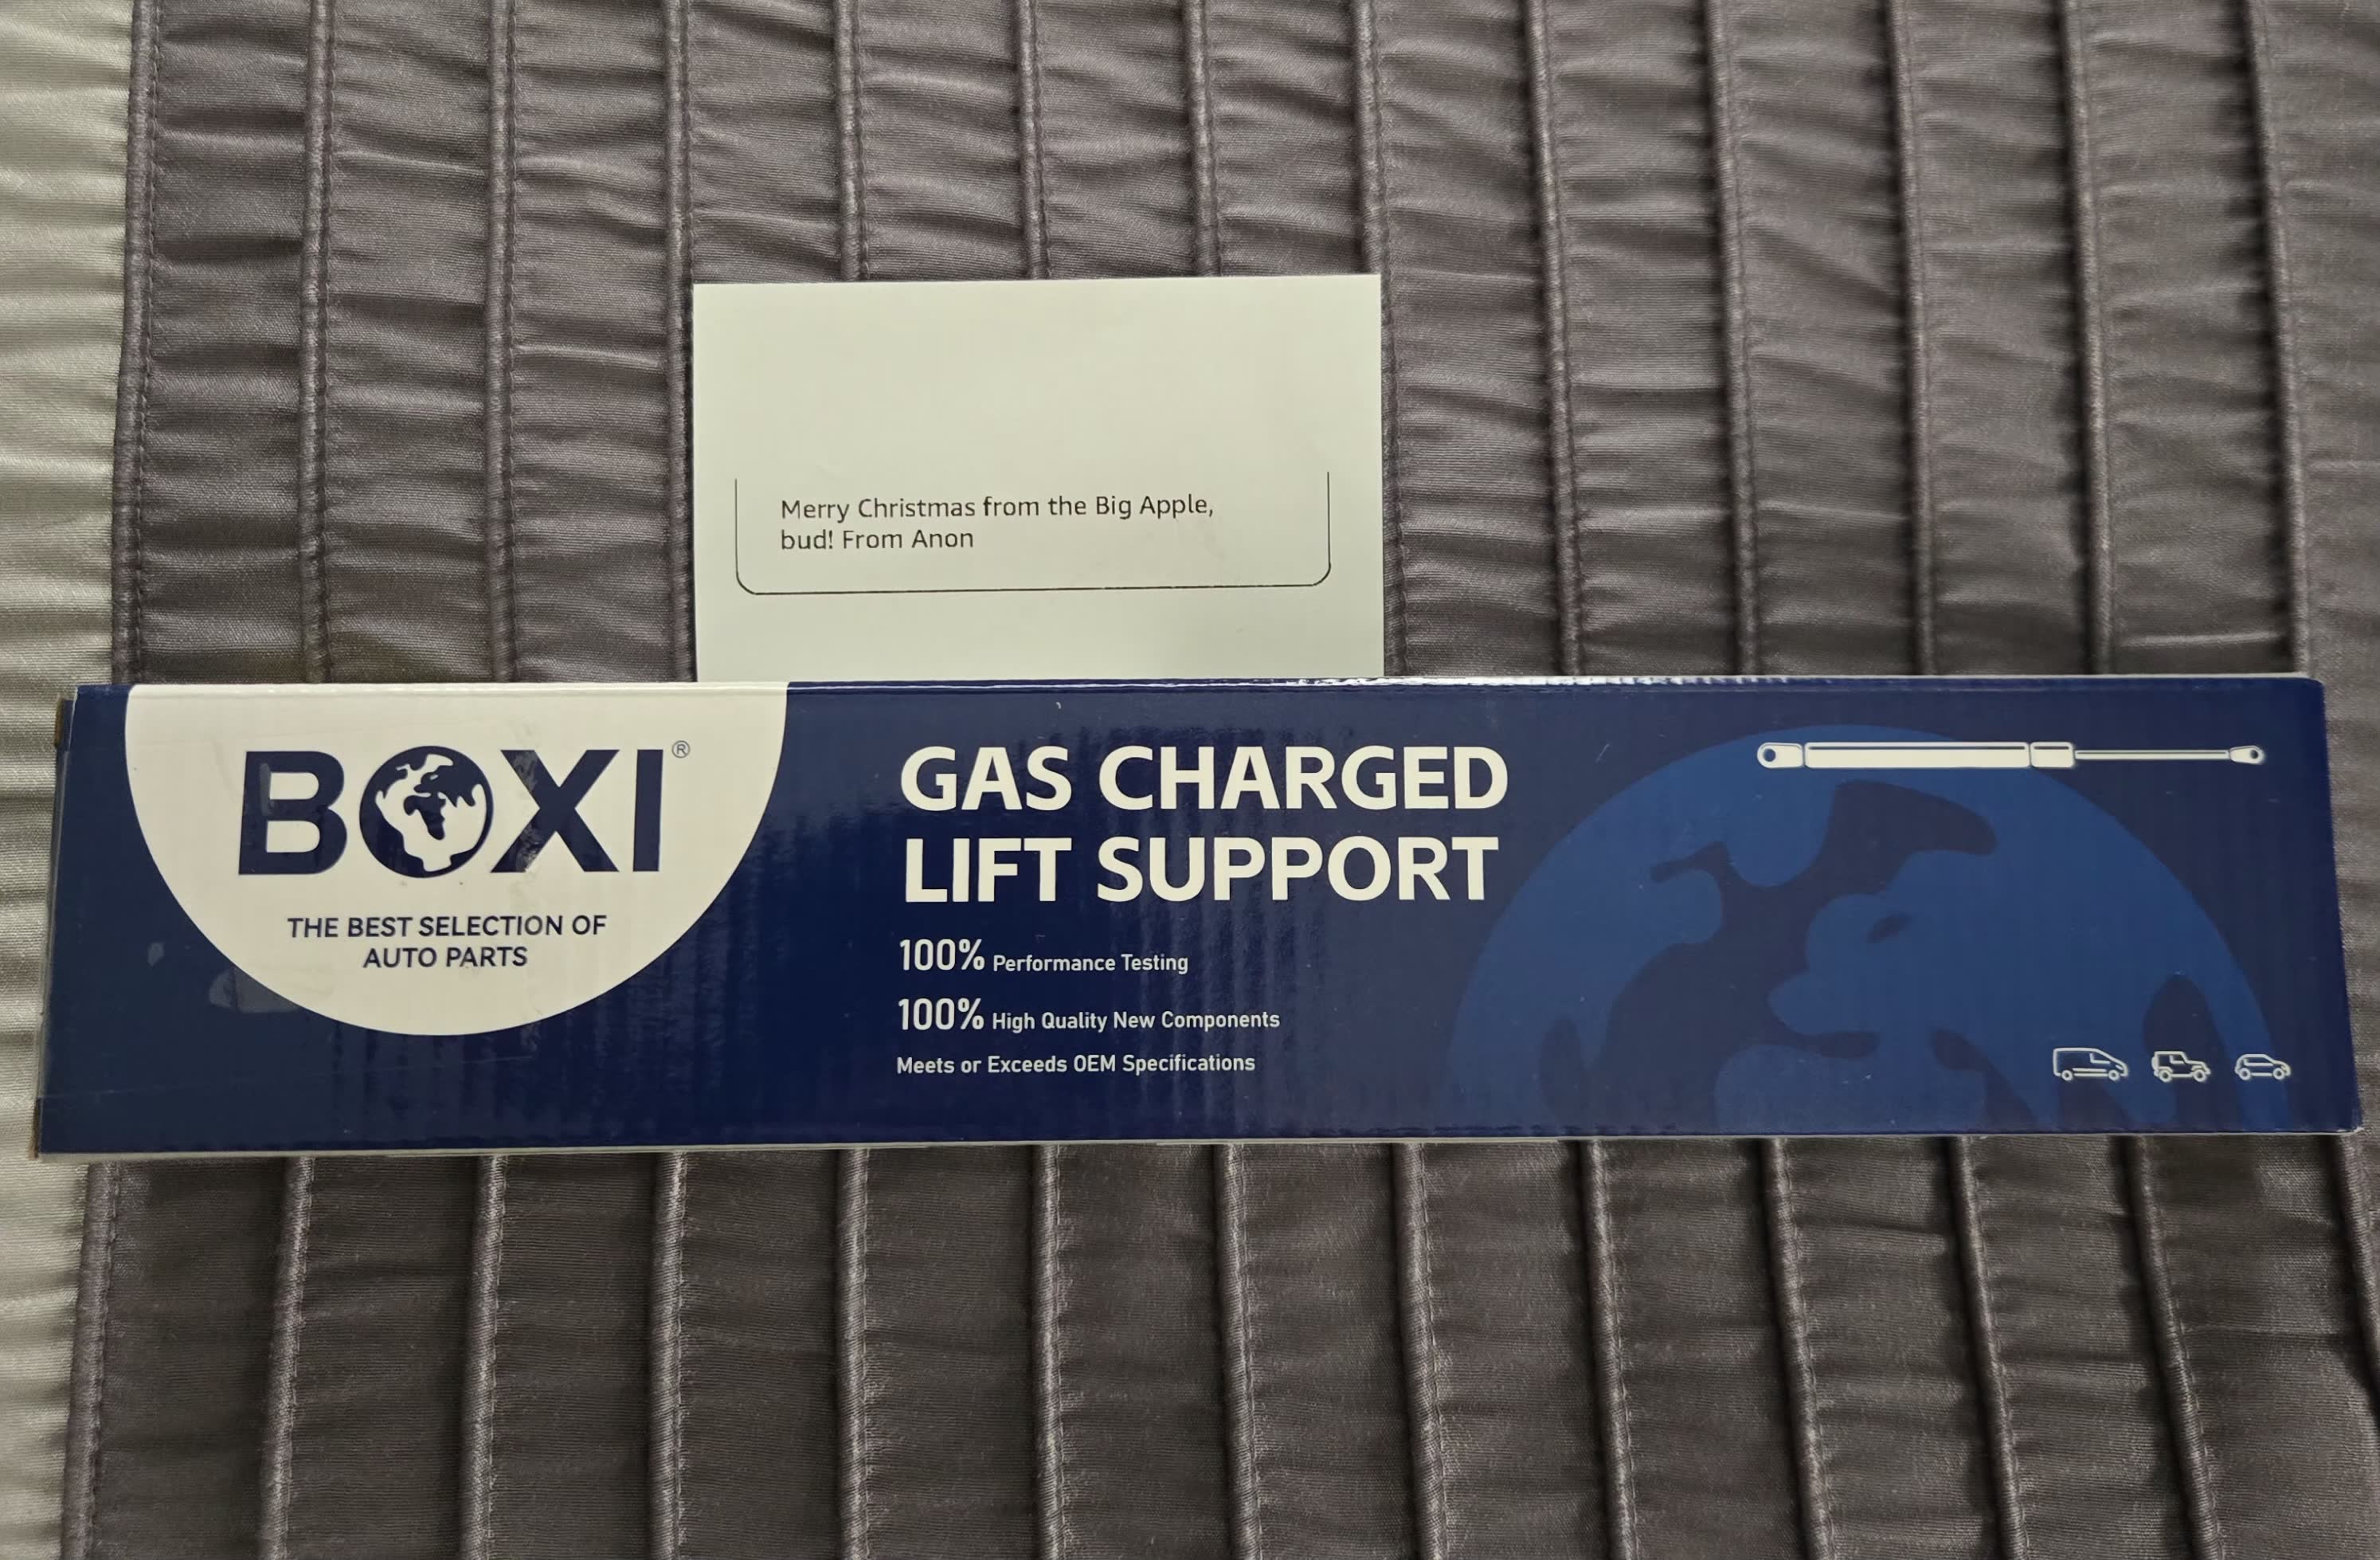 Merry Christmas from the Big Apple,
bud! From Anon
BOXI®
THE BEST SELECTION OF
AUTO PARTS
GAS CHARGED
LIFT SUPPORT
100% Performance Testing
100% High Quality New Components
Meets or Exceeds OEM Specifications